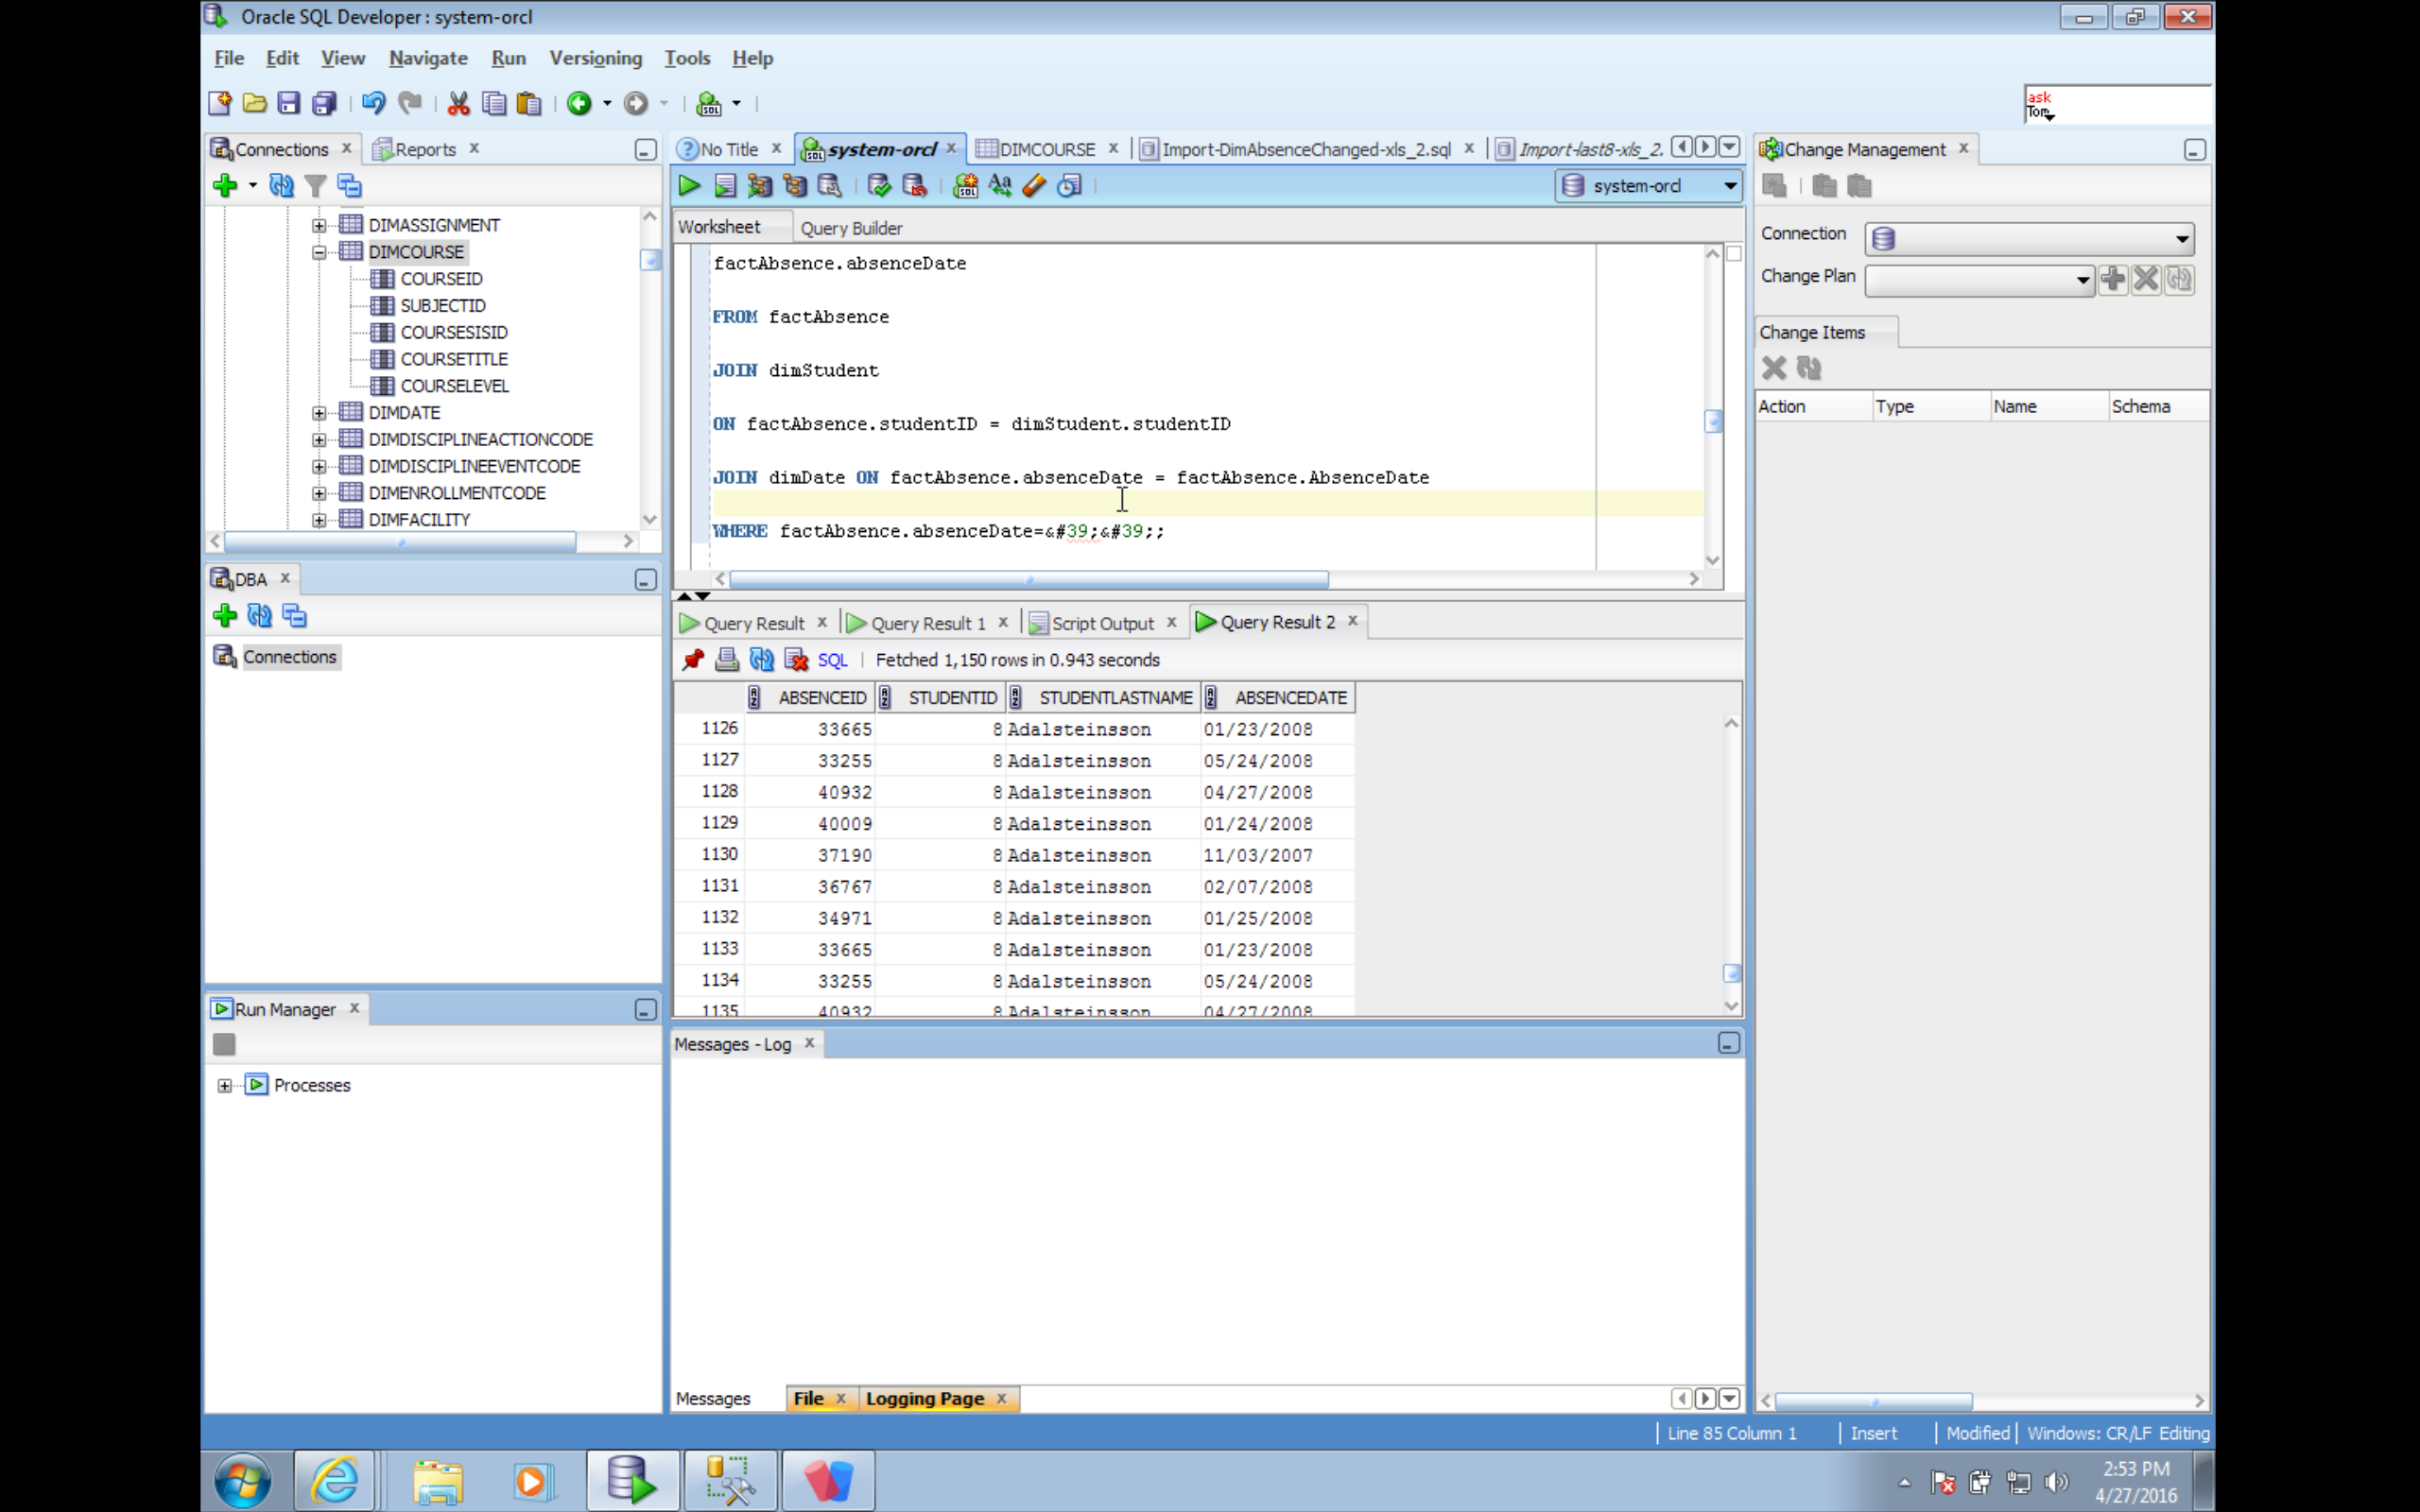 Oracle SQL Developer : system-orcl
File Edit View Navigate Run Versioning Tools Help
ask
Tom
Connections Reports
DIMASSIGNMENT
DIMCOURSE
COURSEID
SUBJECTID
COURSESISID
COURSETITLE
COURSELEVEL
DIMDATE
DIMDISCIPLINEACTIONCODE
DIMDISCIPLINEEVENTCODE
DIMENROLLMENTCODE
DIMFACILITY
DBA
Connections
Run Manager
Processes
No Title system-orcl DIMCOURSE Import-DimAbsenceChanged-xls_2.sql Import-last8-xls_2.
system-orcl
Worksheet Query Builder
factAbsence.absenceDate
FROM factAbsence
JOIN dimStudent
ON factAbsence.studentID = dimStudent.studentID
JOIN dimDate ON factAbsence.absenceDate = factAbsence.AbsenceDate
WHERE factAbsence.absenceDate=&#39;&#39;;
Query Result Query Result 1 Script Output Query Result 2
SQL Fetched 1,150 rows in 0.943 seconds
ABSENCEID STUDENTID STUDENTLASTNAME ABSENCEDATE
1126 33665 8 Adalsteinsson 01/23/2008
1127 33255 8 Adalsteinsson 05/24/2008
1128 40932 8 Adalsteinsson 04/27/2008
1129 40009 8 Adalsteinsson 01/24/2008
1130 37190 8 Adalsteinsson 11/03/2007
1131 36767 8 Adalsteinsson 02/07/2008
1132 34971 8 Adalsteinsson 01/25/2008
1133 33665 8 Adalsteinsson 01/23/2008
1134 33255 8 Adalsteinsson 05/24/2008
1135 40932 8 Adalsteinsson 04/27/2008
Messages - Log
Messages File Logging Page
Change Management
Connection
Change Plan
Change Items
Action Type Name Schema
Line 85 Column 1 Insert Modified Windows: CR/LF Editing
2:53 PM
4/27/2016